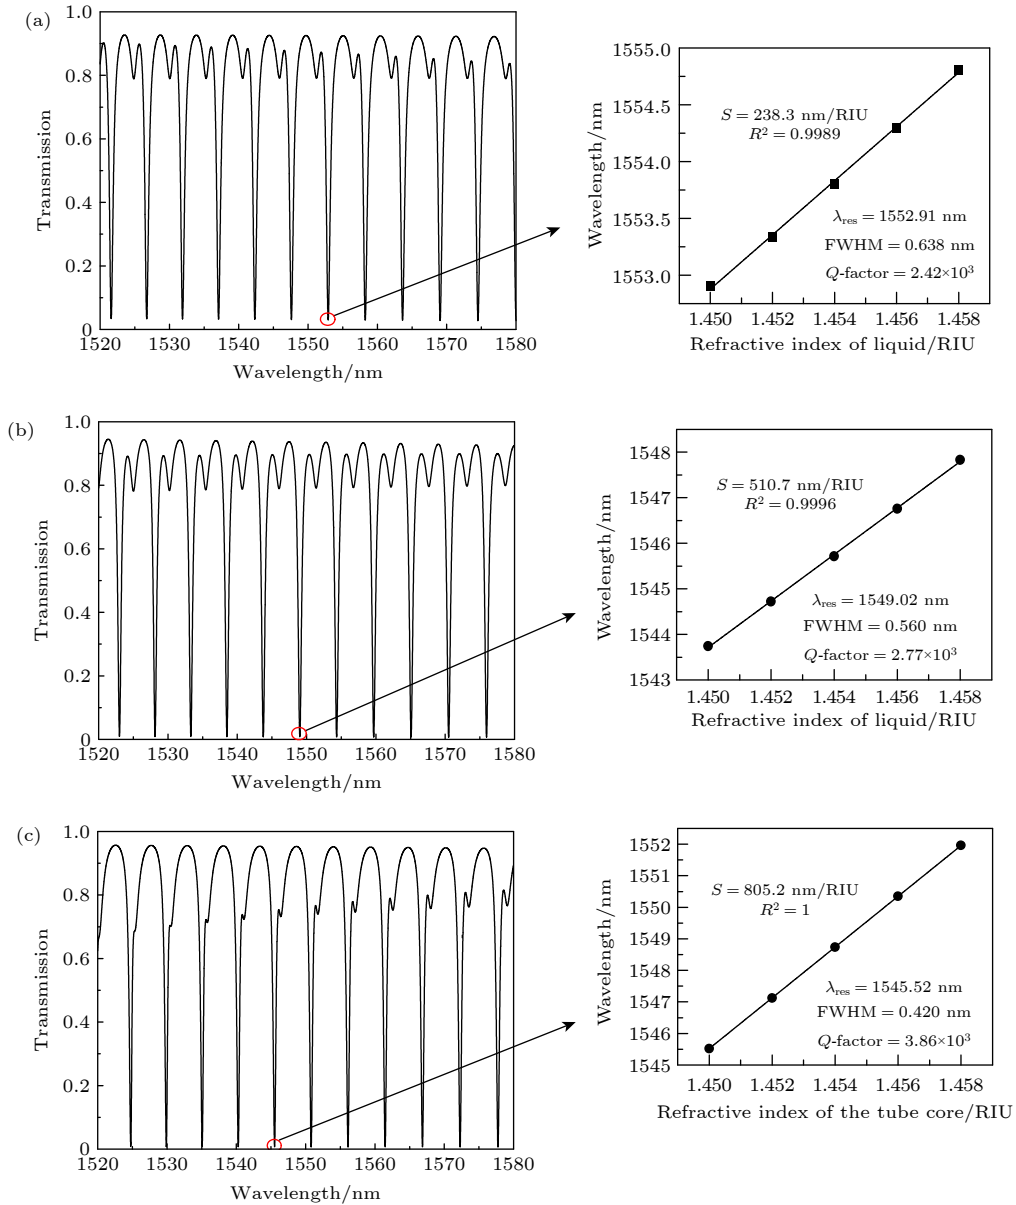 (a)
1.0
0.8
0.6
0.4
0.2
0
Transmission
1520 1530 1540 1550 1560 1570 1580
Wavelength/nm
1555.0
1554.5
1554.0
1553.5
1553.0
Wavelength/nm
S = 238.3 nm/RIU
R² = 0.9989
λres = 1552.91 nm
FWHM = 0.638 nm
Q-factor = 2.42×10³
1.450 1.452 1.454 1.456 1.458
Refractive index of liquid/RIU
(b)
1.0
0.8
0.6
0.4
0.2
0
Transmission
1520 1530 1540 1550 1560 1570 1580
Wavelength/nm
1548
1547
1546
1545
1544
1543
Wavelength/nm
S = 510.7 nm/RIU
R² = 0.9996
λres = 1549.02 nm
FWHM = 0.560 nm
Q-factor = 2.77×10³
1.450 1.452 1.454 1.456 1.458
Refractive index of liquid/RIU
(c)
1.0
0.8
0.6
0.4
0.2
0
Transmission
1520 1530 1540 1550 1560 1570 1580
Wavelength/nm
1552
1551
1550
1549
1548
1547
1546
1545
Wavelength/nm
S = 805.2 nm/RIU
R² = 1
λres = 1545.52 nm
FWHM = 0.420 nm
Q-factor = 3.86×10³
1.450 1.452 1.454 1.456 1.458
Refractive index of the tube core/RIU